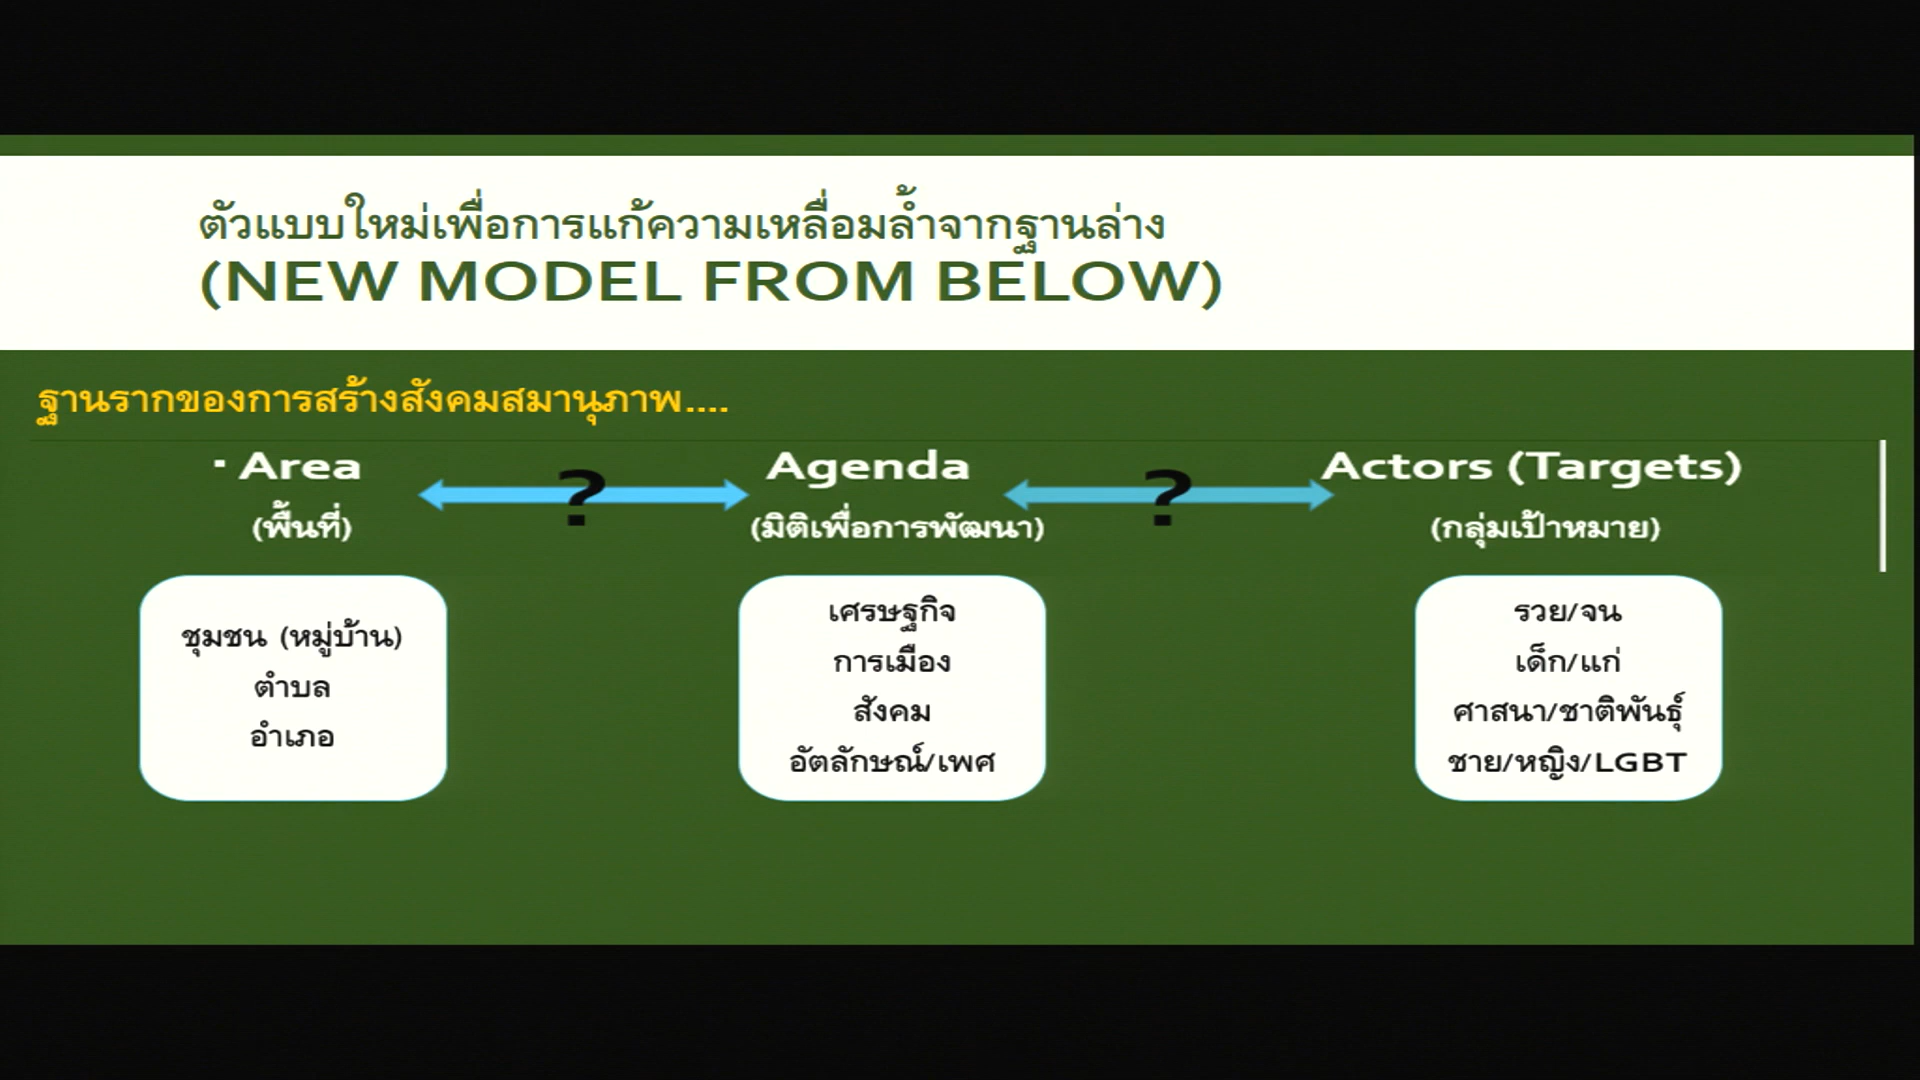 ตัวแบบใหม่เพื่อการแก้ความเหลื่อมล้ำจากฐานล่าง
(NEW MODEL FROM BELOW)
ฐานรากของการสร้างสังคมสมานุภาพ....
▪ Area ? Agenda ? Actors (Targets)
(พื้นที่) (มิติเพื่อการพัฒนา) (กลุ่มเป้าหมาย)
ชุมชน (หมู่บ้าน)
ตำบล
อำเภอ
เศรษฐกิจ
การเมือง
สังคม
อัตลักษณ์/เพศ
รวย/จน
เด็ก/แก่
ศาสนา/ชาติพันธุ์
ชาย/หญิง/LGBT